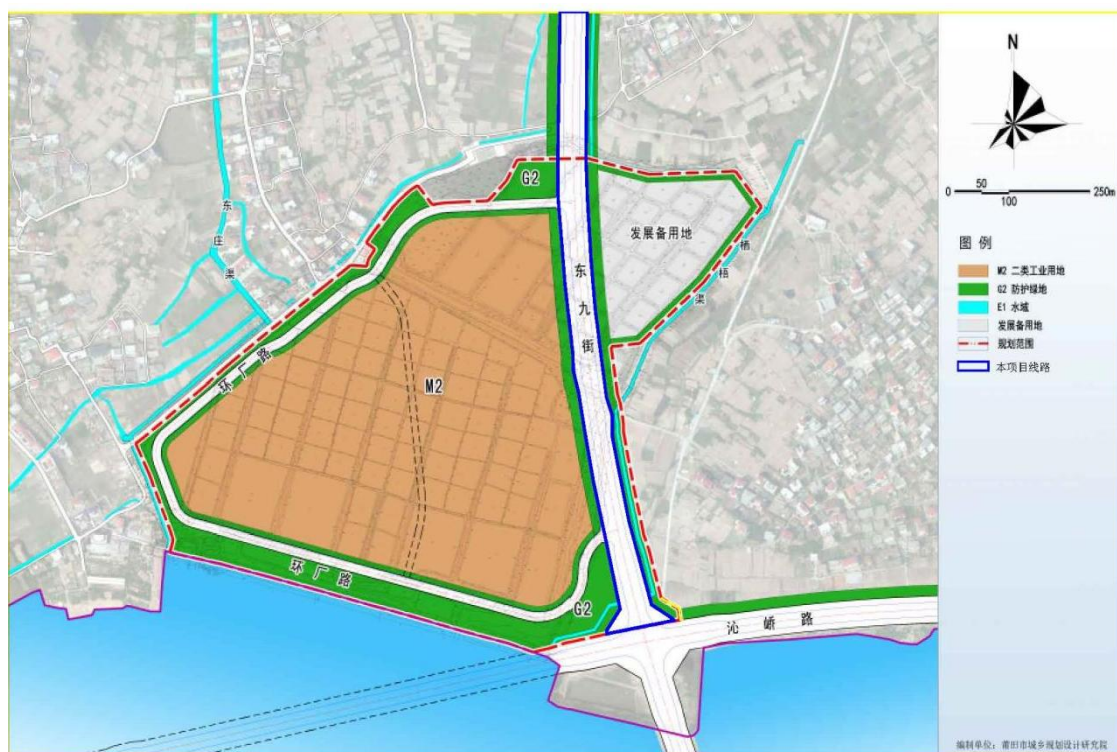 N
0 50 100 250m
图 例
M2 二类工业用地
G2 防护绿地
E1 水域
发展备用地
规划范围
本项目线路
G2
发展备用地
东庄渠
栖梧渠
东九街
环厂路
M2
环厂路
G2
沁峤路
编制单位：莆田市城乡规划设计研究院